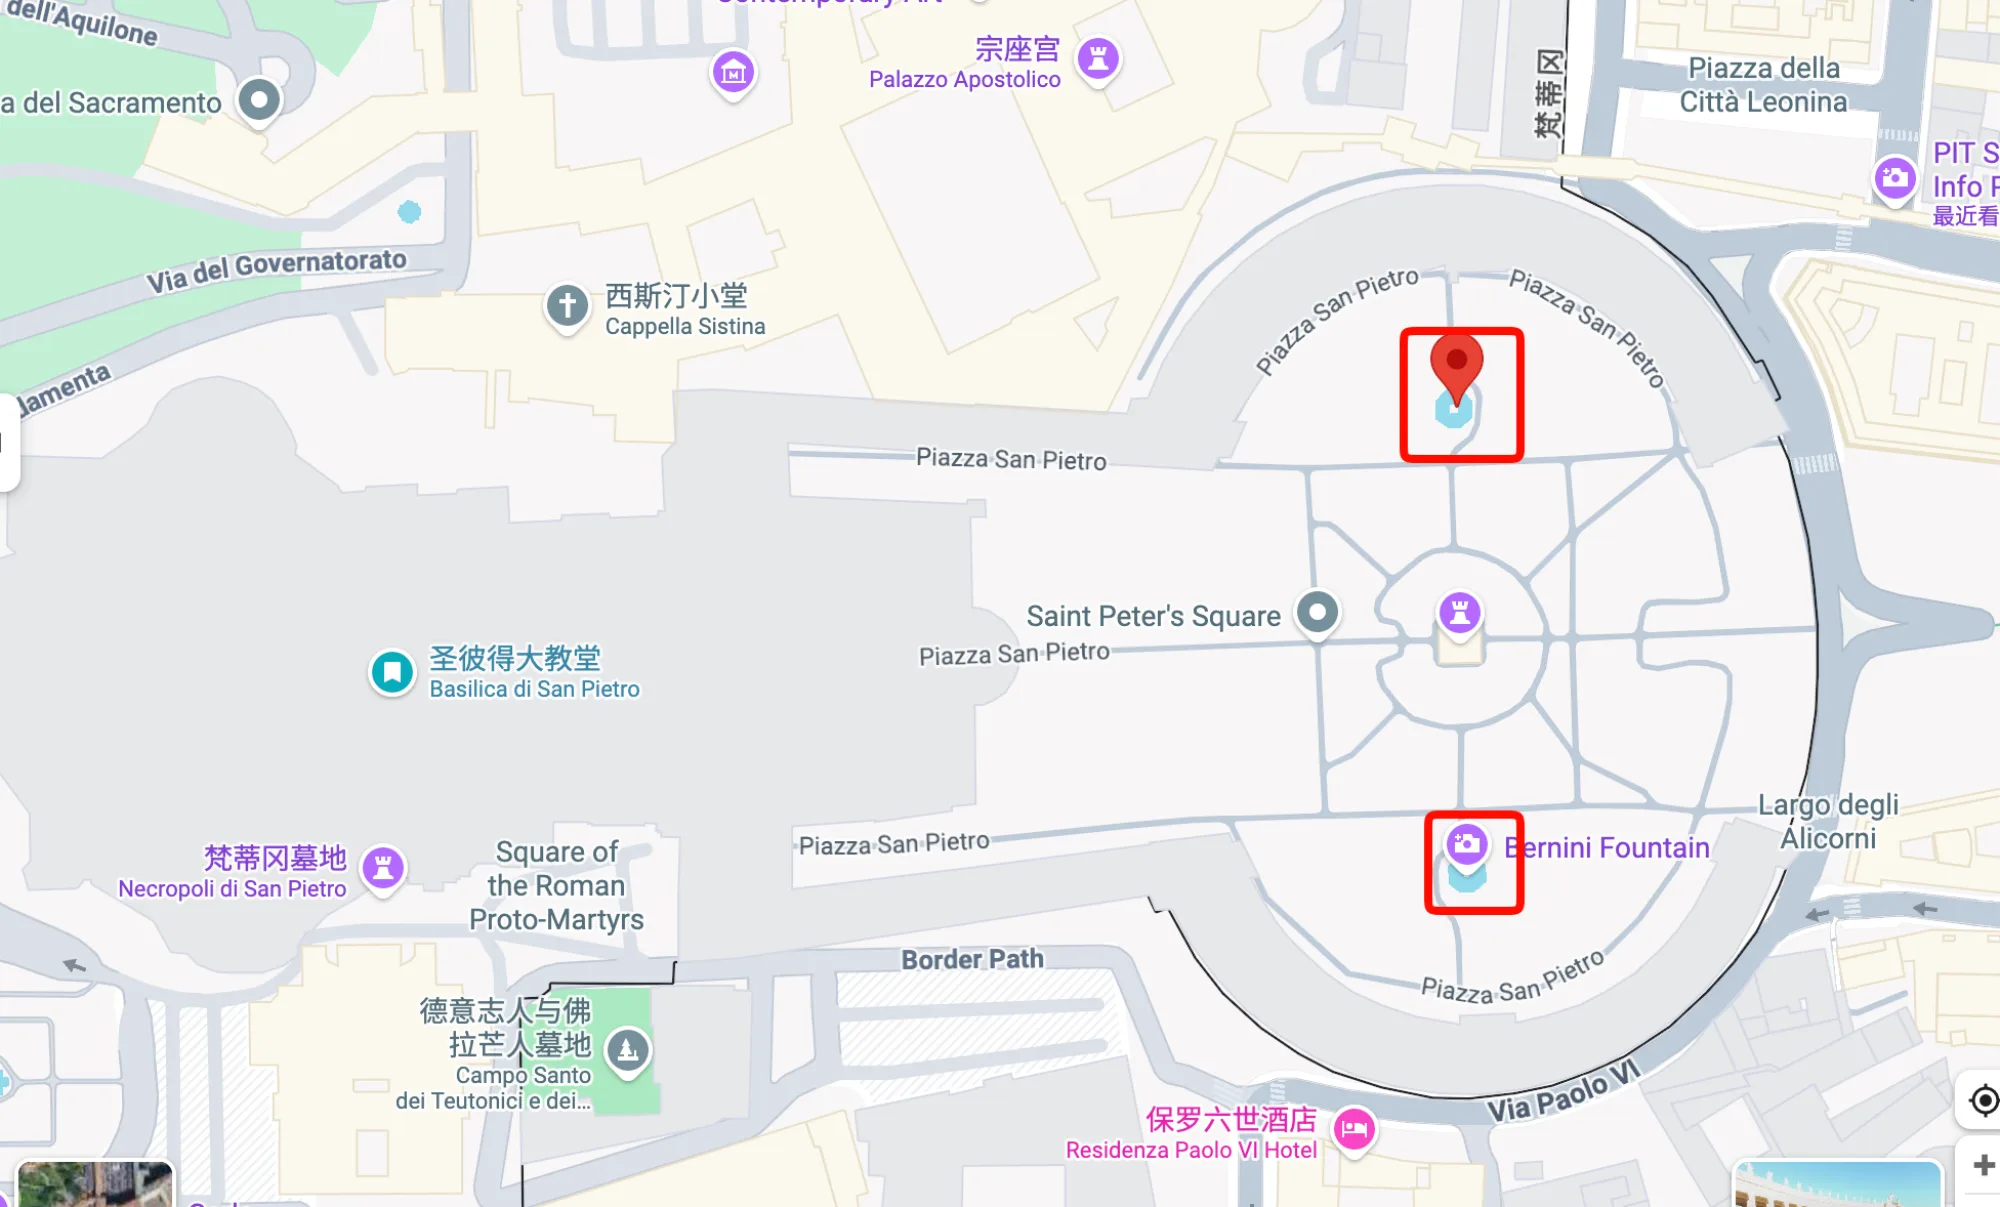 dell'Aquilone
Contemporary Art
宗座宫
Palazzo Apostolico
梵蒂冈
Piazza della
Città Leonina
a del Sacramento
PIT S
Info
最近看
Via del Governatorato
西斯汀小堂
Cappella Sistina
Piazza San Pietro
Piazza San Pietro
damenta
Piazza San Pietro
Saint Peter's Square
Piazza San Pietro
圣彼得大教堂
Basilica di San Pietro
Largo degli
Alicorni
Piazza San Pietro
Bernini Fountain
梵蒂冈墓地
Necropoli di San Pietro
Square of
the Roman
Proto-Martyrs
Border Path
Piazza San Pietro
德意志人与佛
拉芒人墓地
Campo Santo
dei Teutonici e dei...
Via Paolo VI
保罗六世酒店
Residenza Paolo VI Hotel